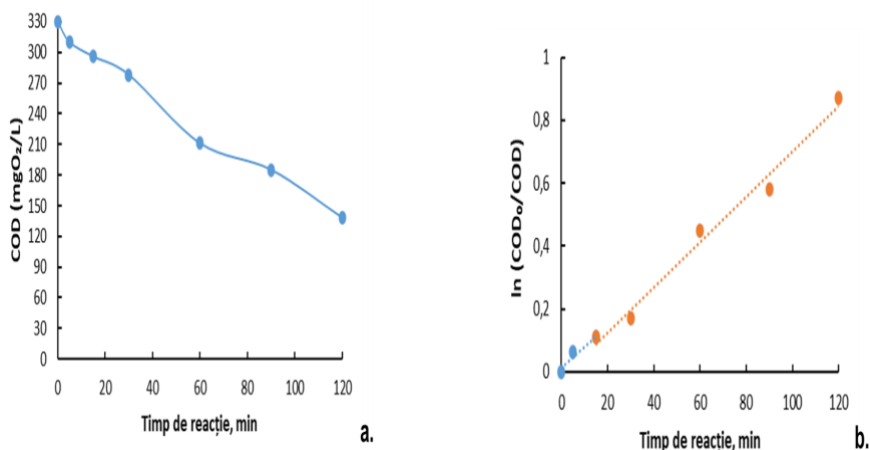 COD (mgO₂/L)
330
300
270
240
210
180
150
120
90
60
30
0
0 20 40 60 80 100 120
Timp de reacție, min
a.
ln (COD₀/COD)
1
0,8
0,6
0,4
0,2
0
0 20 40 60 80 100 120
Timp de reacție, min
b.